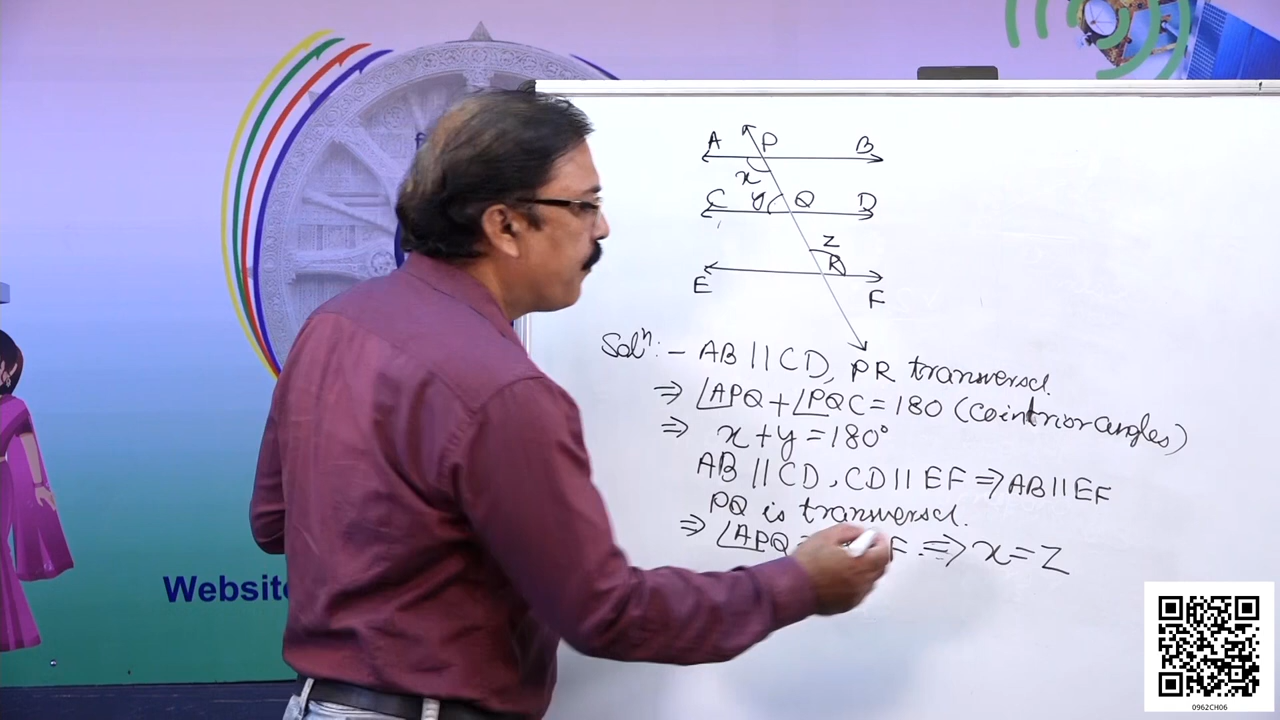 A P B
x
C y Q D
z
R
E F
Solⁿ: - AB || CD, PR transversal.
⇒ ∠APQ + ∠PQC = 180 (cointrior angles)
⇒ x + y = 180°
AB || CD, CD || EF ⇒ AB || EF
PQ is transversal.
⇒ ∠APQ = F ⇒ x = z
Website
0962CH06